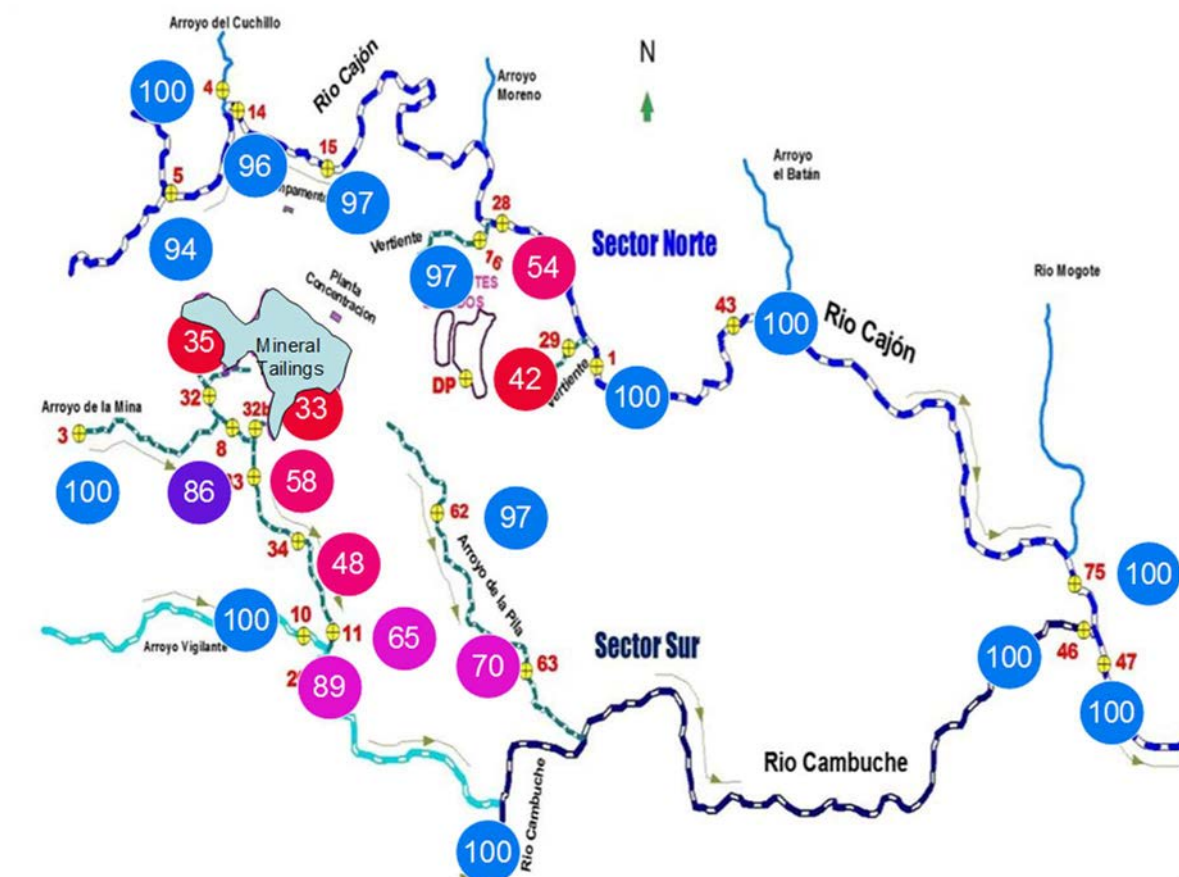 Arroyo del Cuchillo
N
Rio Cajón
Arroyo
Moreno
100
4
14
15
96
5
97
94
28
Vertiente
16
Sector Norte
54
97
Arroyo
el Batán
Rio Mogote
Planta
Concentracion
43
100
Rio Cajón
35
Mineral
Tailings
29
1
DP
42
Vertiente
100
32
32b
33
Arroyo de la Mina
3
8
100
86
58
62
97
34
48
Arroyo de la Pila
75
100
100
10
11
Arroyo Vigilante
65
Sector Sur
70
63
89
100
46
47
100
Rio Cambuche
Rio Cambuche
100